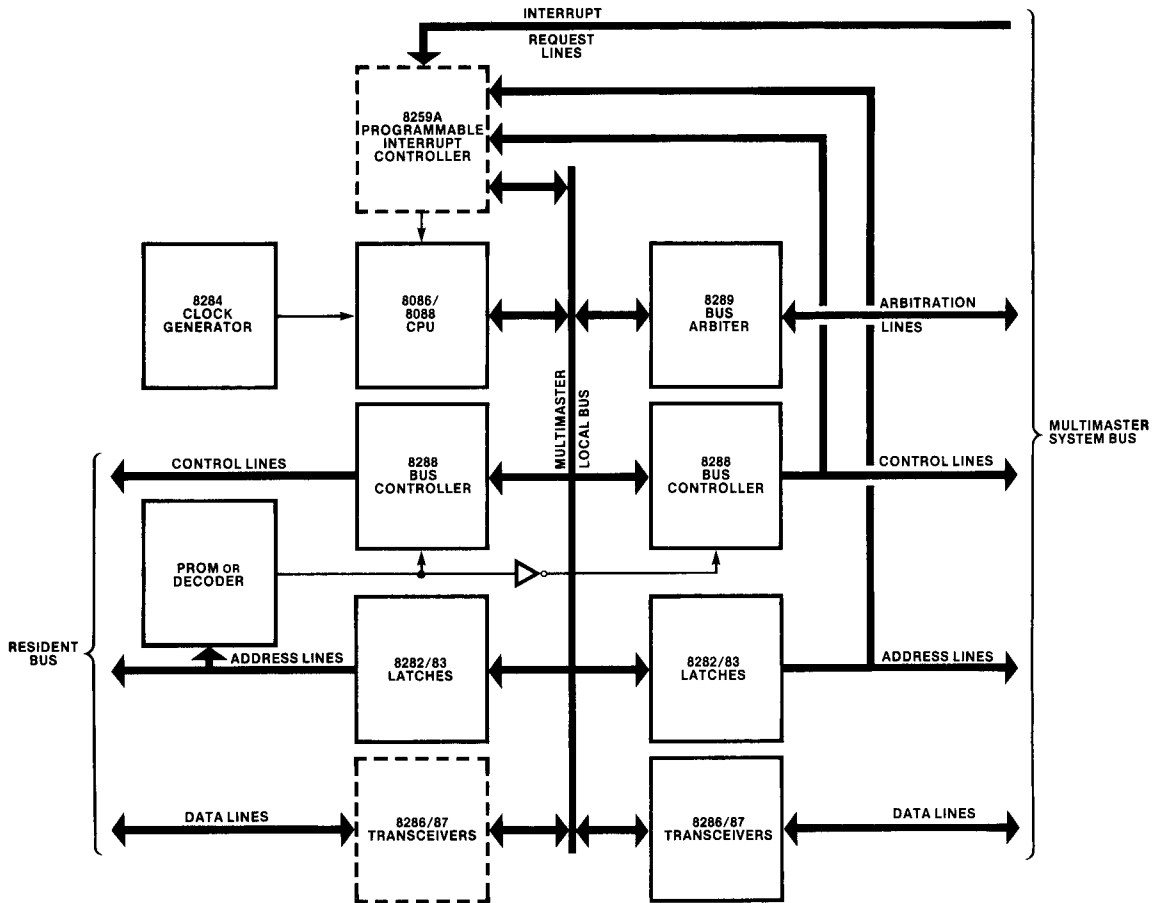 INTERRUPT
REQUEST
LINES
8259A
PROGRAMMABLE
INTERRUPT
CONTROLLER
8284
CLOCK
GENERATOR
8086/
8088
CPU
8289
BUS
ARBITER
ARBITRATION
LINES
MULTIMASTER
LOCAL BUS
MULTIMASTER
SYSTEM BUS
CONTROL LINES
8288
BUS
CONTROLLER
8288
BUS
CONTROLLER
CONTROL LINES
PROM OR
DECODER
RESIDENT
BUS
ADDRESS LINES
8282/83
LATCHES
8282/83
LATCHES
ADDRESS LINES
DATA LINES
8286/87
TRANSCEIVERS
8286/87
TRANSCEIVERS
DATA LINES